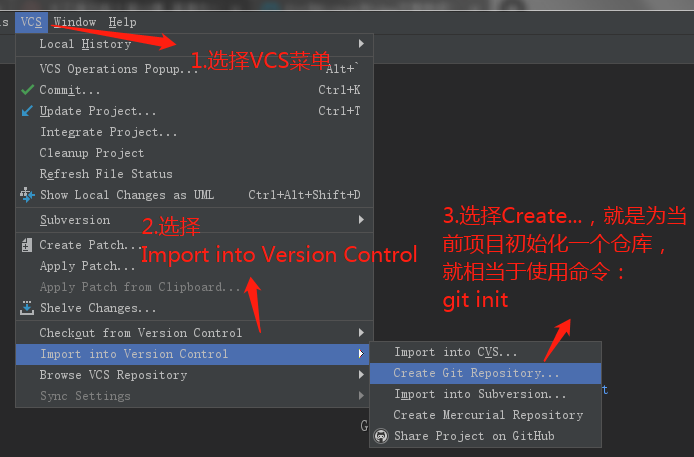 s VCS Window Help
Local History
1.选择VCS菜单
VCS Operations Popup... Alt+`
Commit... Ctrl+K
Update Project... Ctrl+T
Integrate Project...
Cleanup Project
Refresh File Status
Show Local Changes as UML Ctrl+Alt+Shift+D
Subversion
2.选择
Import into Version Control
Create Patch...
Apply Patch...
Apply Patch from Clipboard...
Shelve Changes...
Checkout from Version Control
Import into Version Control
Browse VCS Repository
Sync Settings
3.选择Create...，就是为当
前项目初始化一个仓库，
就相当于使用命令：
git init
Import into CVS...
Create Git Repository...
Import into Subversion...
Create Mercurial Repository
Share Project on GitHub
t
G